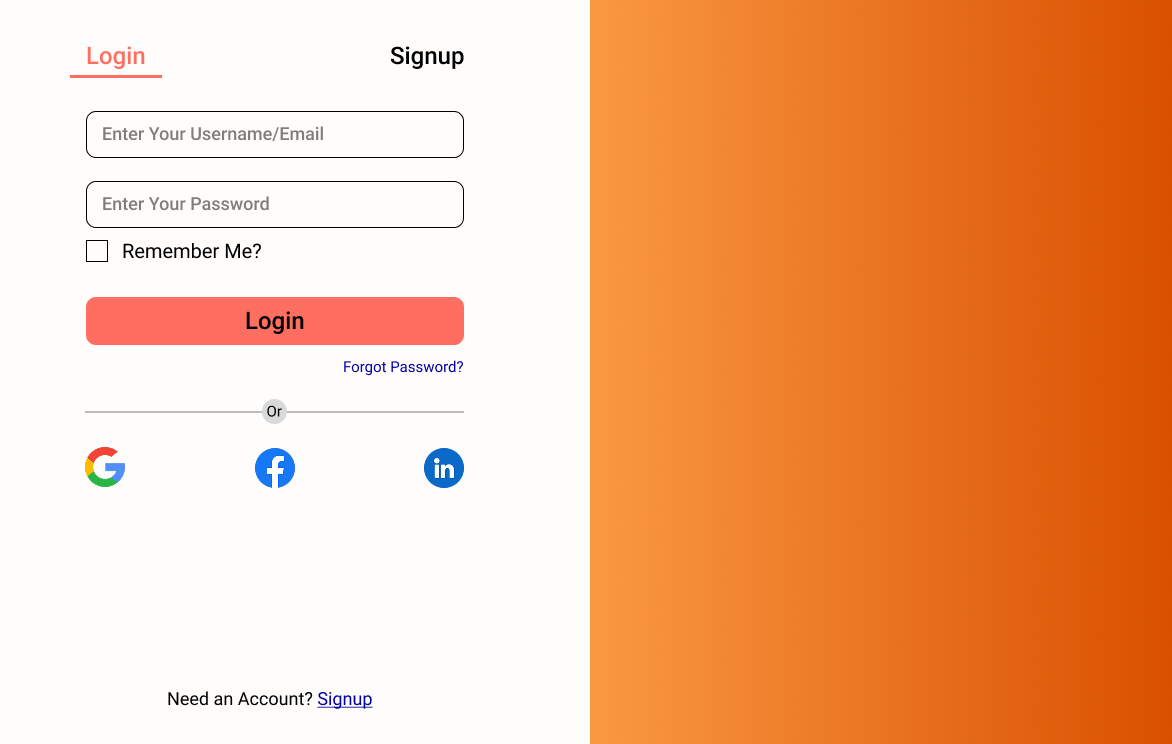 Login
Signup
Enter Your Username/Email
Enter Your Password
Remember Me?
Login
Forgot Password?
Or
in
Need an Account? Signup